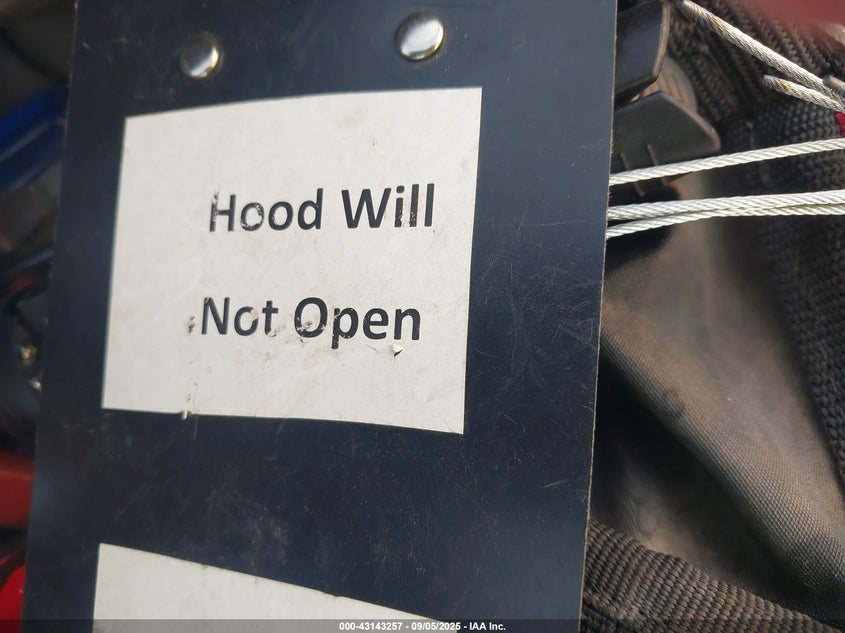 Hood Will
Not Open
000-43143257 - 09/05/2025 - IAA Inc.